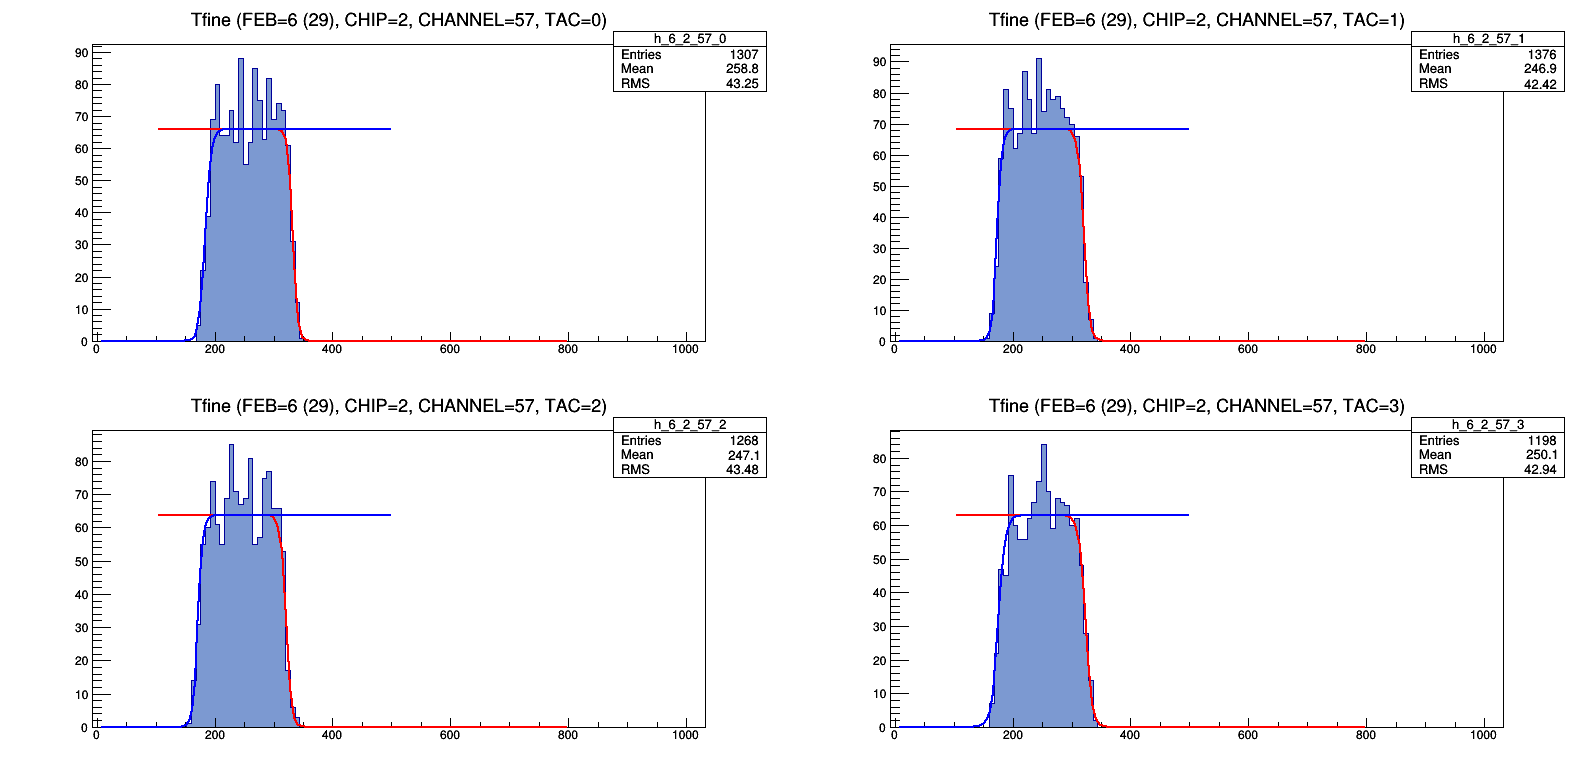 Tfine (FEB=6 (29), CHIP=2, CHANNEL=57, TAC=0)
h_6_2_57_0
Entries 1307
Mean 258.8
RMS 43.25
90
80
70
60
50
40
30
20
10
0
0 200 400 600 800 1000
Tfine (FEB=6 (29), CHIP=2, CHANNEL=57, TAC=1)
h_6_2_57_1
Entries 1376
Mean 246.9
RMS 42.42
90
80
70
60
50
40
30
20
10
0
0 200 400 600 800 1000
Tfine (FEB=6 (29), CHIP=2, CHANNEL=57, TAC=2)
h_6_2_57_2
Entries 1268
Mean 247.1
RMS 43.48
80
70
60
50
40
30
20
10
0
0 200 400 600 800 1000
Tfine (FEB=6 (29), CHIP=2, CHANNEL=57, TAC=3)
h_6_2_57_3
Entries 1198
Mean 250.1
RMS 42.94
80
70
60
50
40
30
20
10
0
0 200 400 600 800 1000